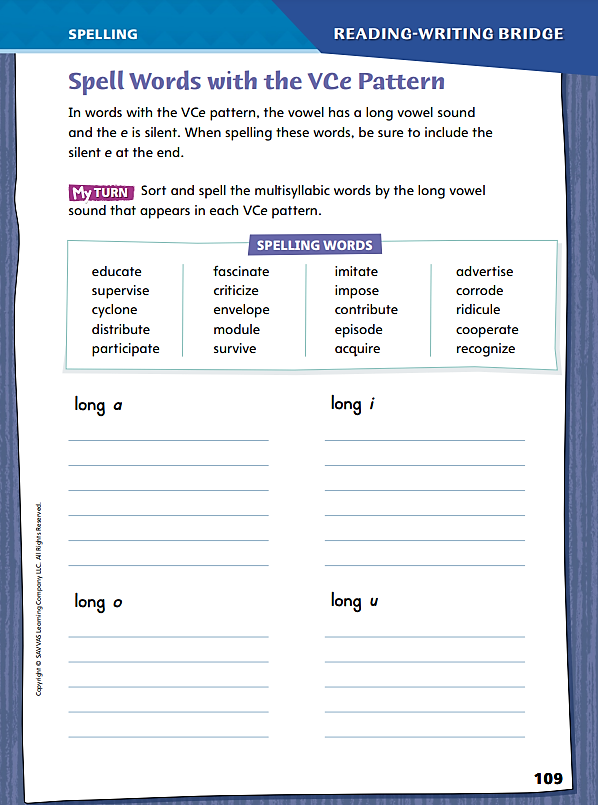 SPELLING
READING-WRITING BRIDGE
Spell Words with the VCe Pattern
In words with the VCe pattern, the vowel has a long vowel sound
and the e is silent. When spelling these words, be sure to include the
silent e at the end.
My TURN Sort and spell the multisyllabic words by the long vowel
sound that appears in each VCe pattern.
SPELLING WORDS
educate
supervise
cyclone
distribute
participate
fascinate
criticize
envelope
module
survive
imitate
impose
contribute
episode
acquire
advertise
corrode
ridicule
cooperate
recognize
long a
long i
long o
long u
Copyright © SAVVAS Learning Company LLC. All Rights Reserved.
109